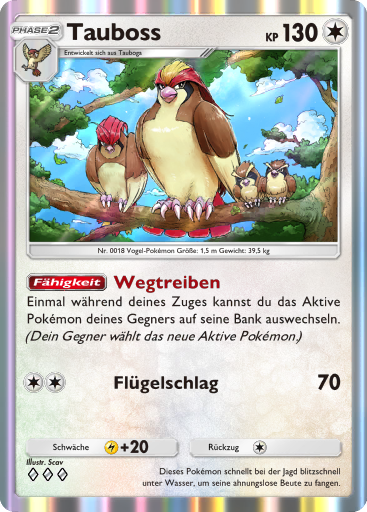 PHASE 2
Tauboss
KP 130
Entwickelt sich aus Tauboga
Nr. 0018 Vogel-Pokémon Größe: 1,5 m Gewicht: 39,5 kg
Fähigkeit Wegtreiben
Einmal während deines Zuges kannst du das Aktive
Pokémon deines Gegners auf seine Bank auswechseln.
(Dein Gegner wählt das neue Aktive Pokémon.)
Flügelschlag 70
Schwäche +20 Rückzug
Illustr. Scav
Dieses Pokémon schnellt bei der Jagd blitzschnell
unter Wasser, um seine ahnungslose Beute zu fangen.